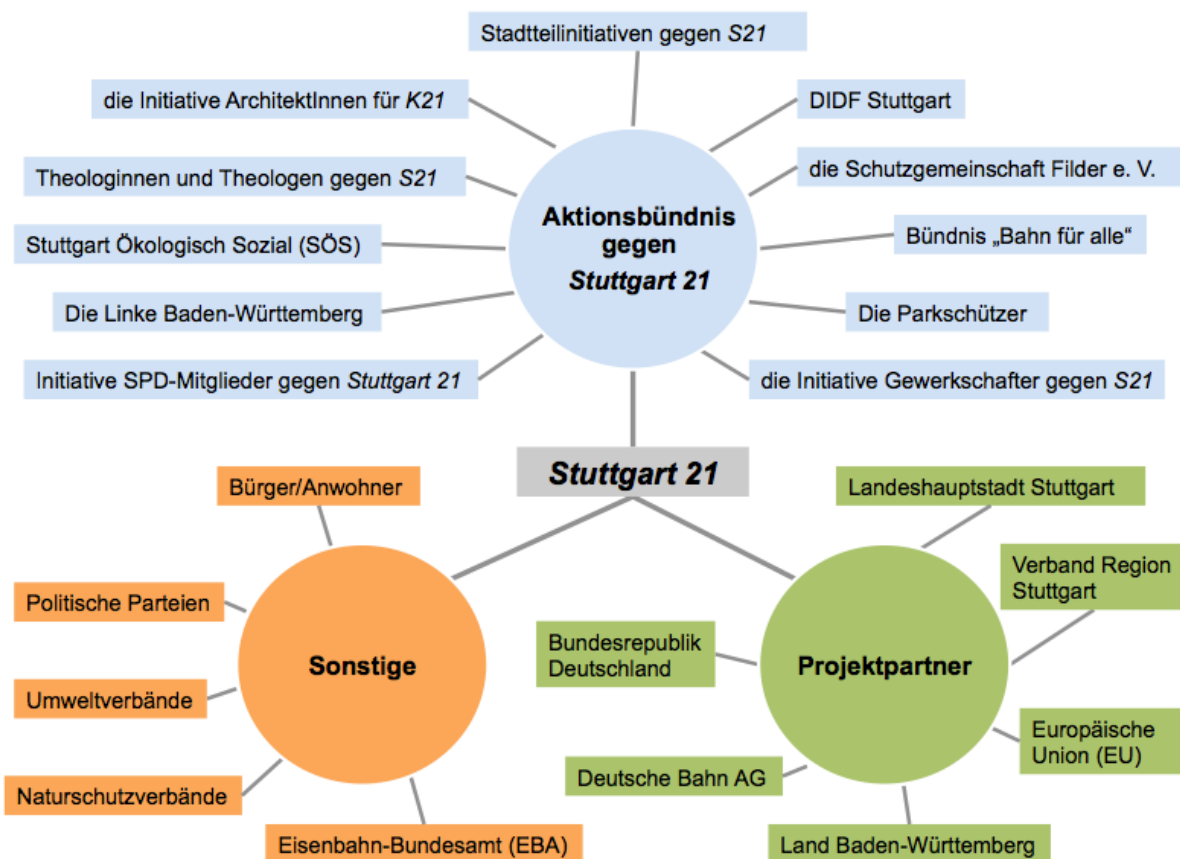 Stadtteilinitiativen gegen S21
die Initiative ArchitektInnen für K21
DIDF Stuttgart
Theologinnen und Theologen gegen S21
die Schutzgemeinschaft Filder e. V.
Aktionsbündnis
gegen
Stuttgart 21
Stuttgart Ökologisch Sozial (SÖS)
Bündnis „Bahn für alle“
Die Linke Baden-Württemberg
Die Parkschützer
Initiative SPD-Mitglieder gegen Stuttgart 21
die Initiative Gewerkschafter gegen S21
Stuttgart 21
Bürger/Anwohner
Politische Parteien
Sonstige
Umweltverbände
Naturschutzverbände
Eisenbahn-Bundesamt (EBA)
Landeshauptstadt Stuttgart
Verband Region
Stuttgart
Bundesrepublik
Deutschland
Projektpartner
Europäische
Union (EU)
Deutsche Bahn AG
Land Baden-Württemberg